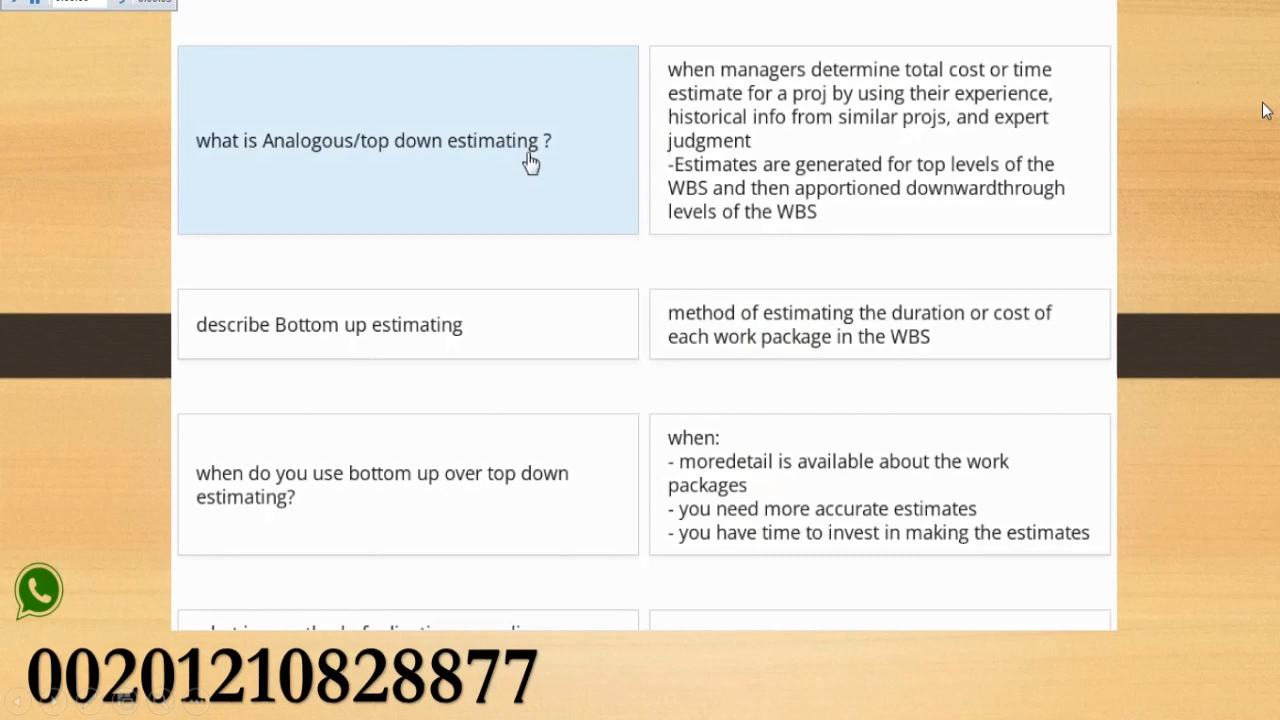 what is Analogous/top down estimating ?
when managers determine total cost or time
estimate for a proj by using their experience,
historical info from similar projs, and expert
judgment
-Estimates are generated for top levels of the
WBS and then apportioned downwardthrough
levels of the WBS
describe Bottom up estimating
method of estimating the duration or cost of
each work package in the WBS
when do you use bottom up over top down
estimating?
when:
- moredetail is available about the work
packages
- you need more accurate estimates
- you have time to invest in making the estimates
00201210828877